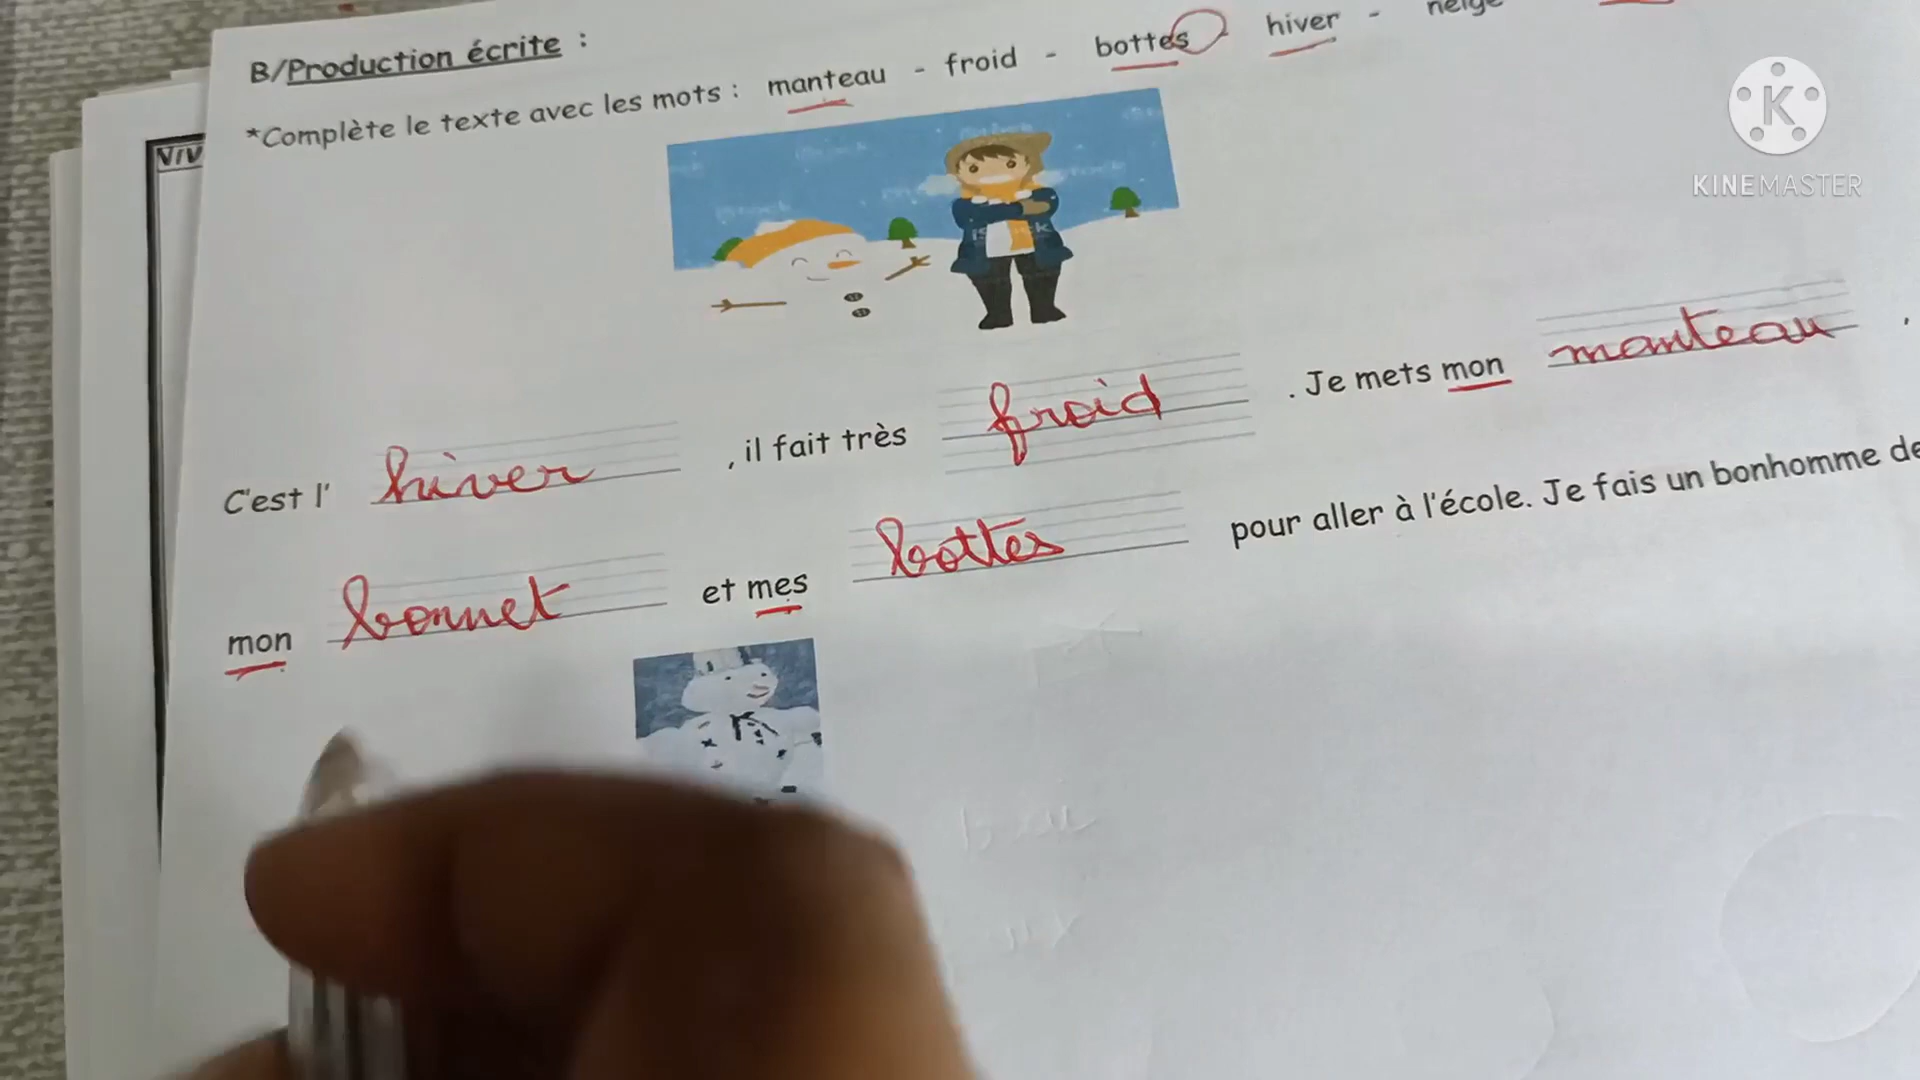 B/Production écrite :
*Complète le texte avec les mots : manteau - froid - bottes - hiver - neige
C'est l' hiver , il fait très froid . Je mets mon manteau ,
mon bonnet et mes bottes pour aller à l'école. Je fais un bonhomme de
K
KINEMASTER